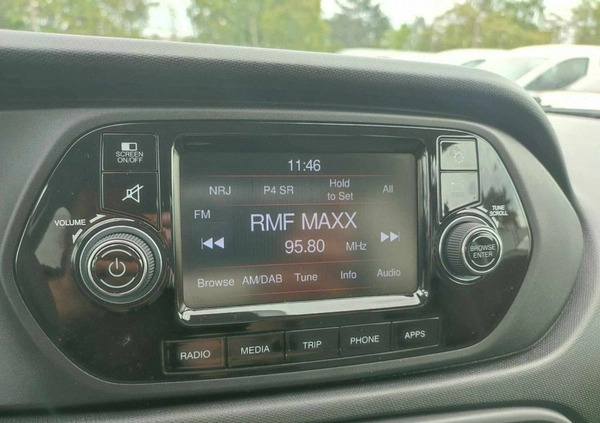 SCREEN
ON/OFF
11:46
NRJ
P4 SR
Hold
to Set
All
VOLUME
FM
RMF MAXX
95.80 MHz
TUNE
SCROLL
BROWSE
ENTER
Browse AM/DAB Tune Info Audio
RADIO MEDIA TRIP PHONE APPS